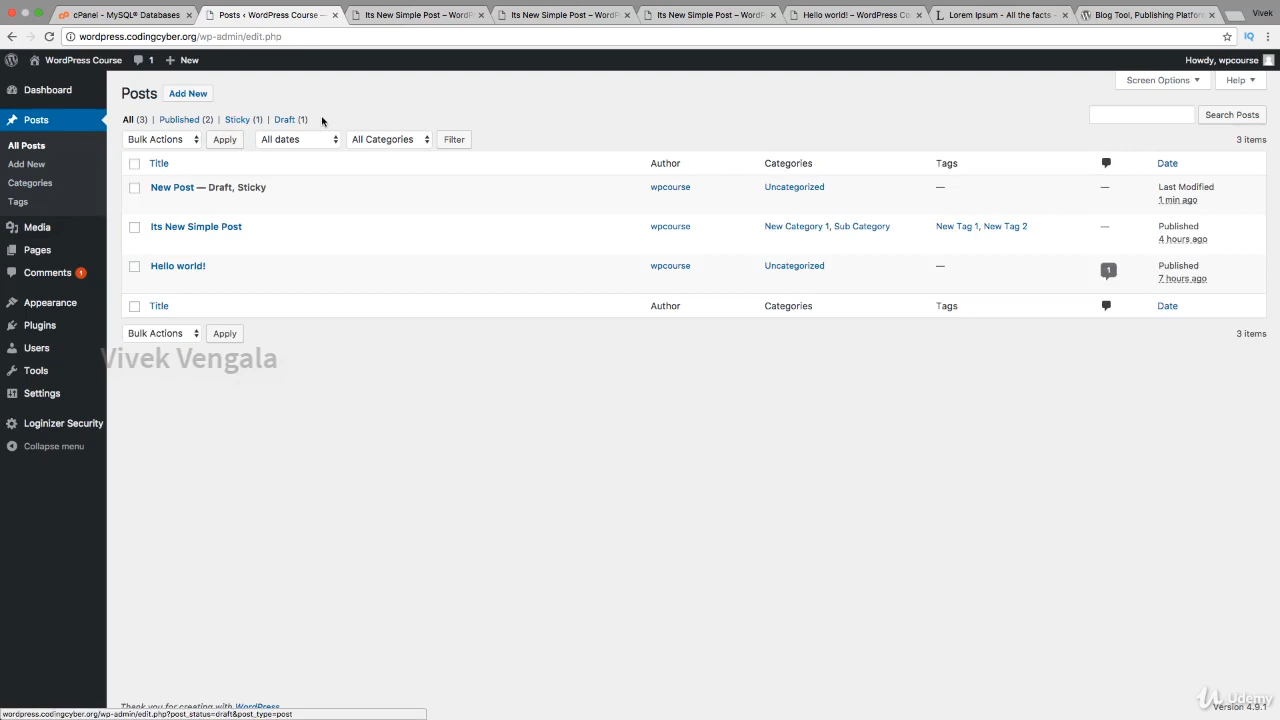 cPanel - MySQL® Databases
Posts ‹ WordPress Course —
Its New Simple Post – WordP
Its New Simple Post – WordP
Its New Simple Post – WordP
Hello world! – WordPress Co
Lorem Ipsum - All the facts -
Blog Tool, Publishing Platfor
Vivek
wordpress.codingcyber.org/wp-admin/edit.php
IQ
WordPress Course 1 New
Howdy, wpcourse
Dashboard
Posts
All Posts
Add New
Categories
Tags
Media
Pages
Comments 1
Appearance
Plugins
Users
Tools
Settings
Loginizer Security
Collapse menu
Screen Options Help
Posts Add New
All (3) | Published (2) | Sticky (1) | Draft (1)
Search Posts
Bulk Actions Apply All dates All Categories Filter
3 items
Title Author Categories Tags Date
New Post — Draft, Sticky wpcourse Uncategorized — — Last Modified
1 min ago
Its New Simple Post wpcourse New Category 1, Sub Category New Tag 1, New Tag 2 — Published
4 hours ago
Hello world! wpcourse Uncategorized — 1 Published
7 hours ago
Title Author Categories Tags Date
Bulk Actions Apply
3 items
Vivek Vengala
Thank you for creating with WordPress.
Version 4.9.1
Udemy
wordpress.codingcyber.org/wp-admin/edit.php?post_status=draft&post_type=post